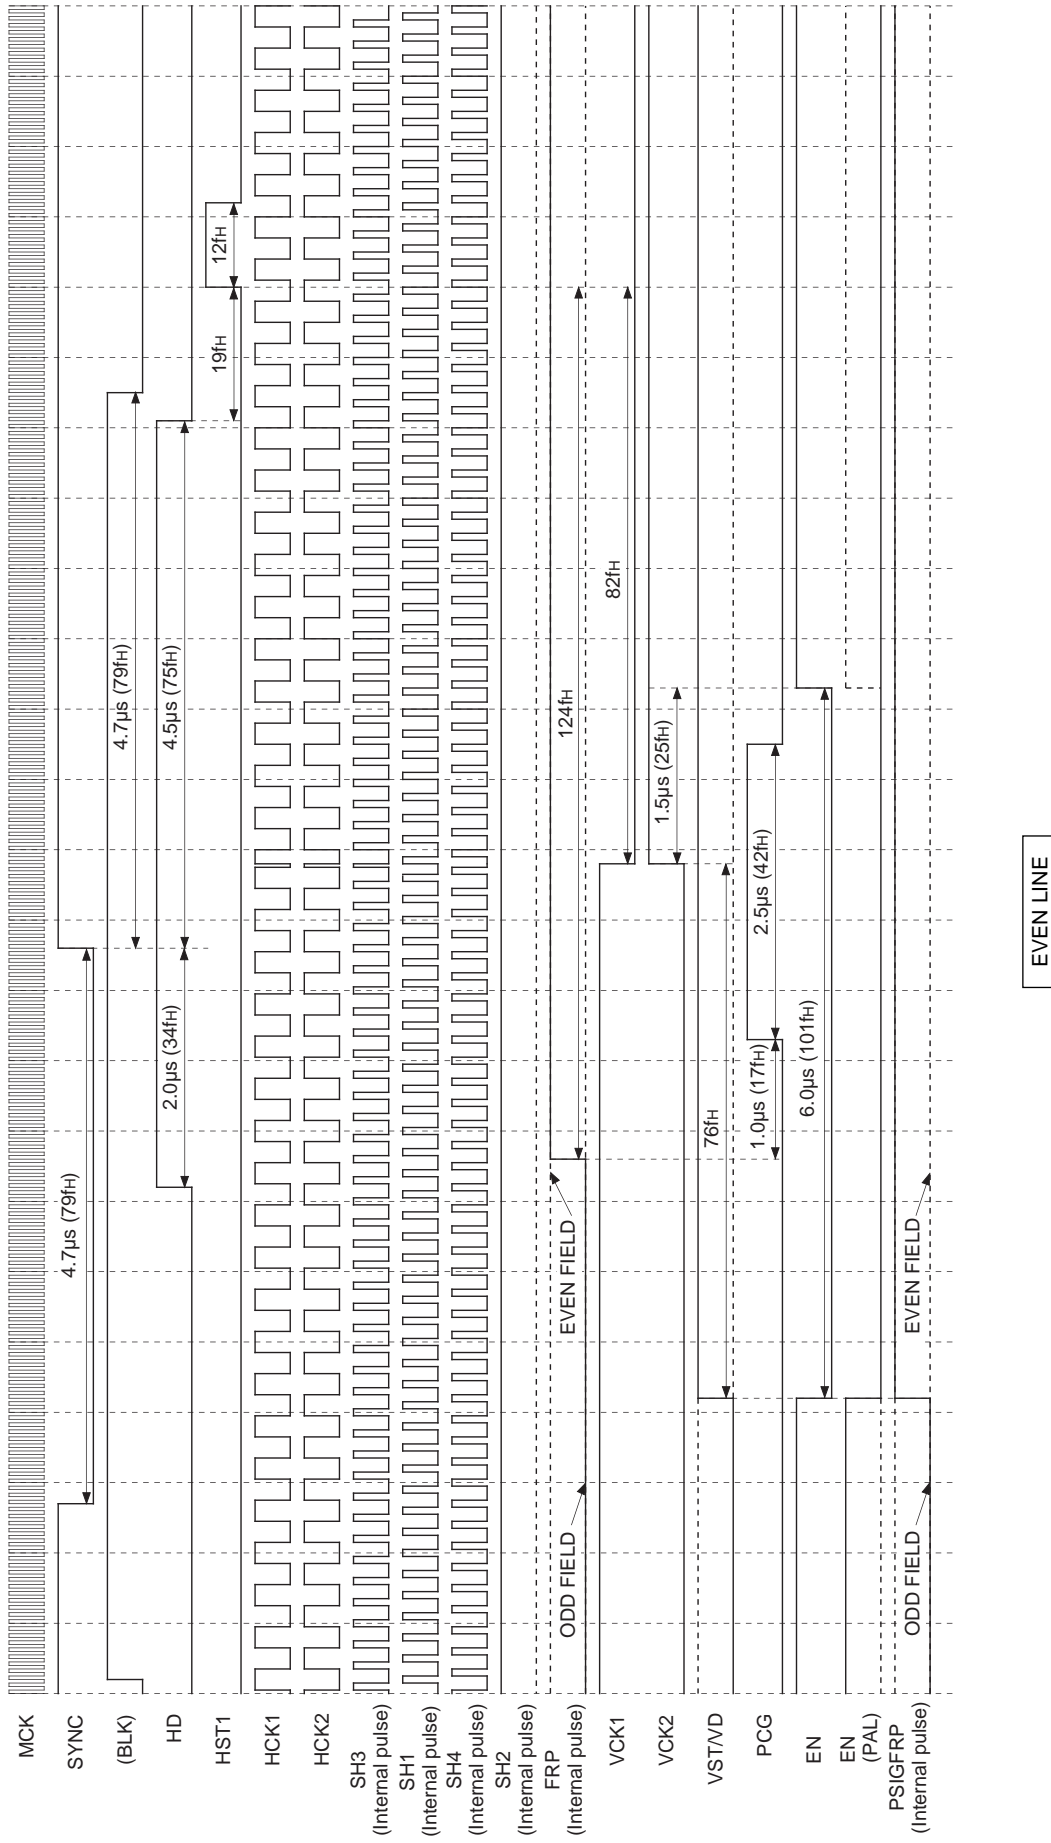 MCK
SYNC
4.7µs (79fH)
(BLK)
4.7µs (79fH)
HD
2.0µs (34fH)
4.5µs (75fH)
HST1
19fH
12fH
HCK1
HCK2
SH3
(Internal pulse)
SH1
(Internal pulse)
SH4
(Internal pulse)
SH2
(Internal pulse)
FRP
(Internal pulse)
ODD FIELD
EVEN FIELD
124fH
VCK1
82fH
VCK2
1.5µs (25fH)
VST/VD
76fH
PCG
1.0µs (17fH)
2.5µs (42fH)
EN
6.0µs (101fH)
EN
(PAL)
PSIGFRP
(Internal pulse)
ODD FIELD
EVEN FIELD
EVEN LINE